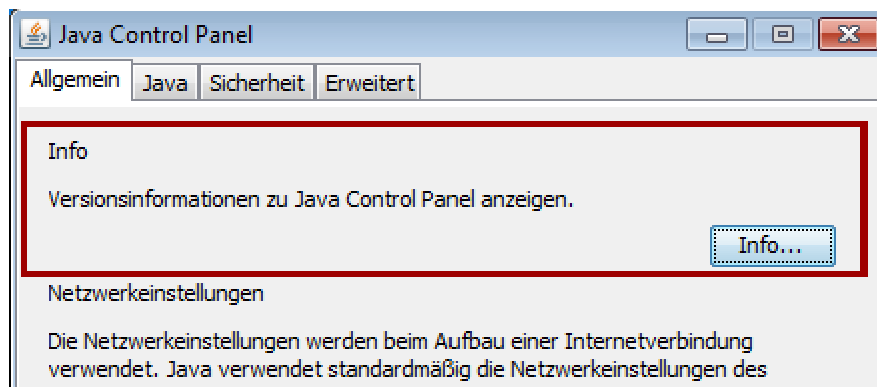 Java Control Panel
Allgemein Java Sicherheit Erweitert
Info
Versionsinformationen zu Java Control Panel anzeigen.
Info...
Netzwerkeinstellungen
Die Netzwerkeinstellungen werden beim Aufbau einer Internetverbindung
verwendet. Java verwendet standardmäßig die Netzwerkeinstellungen des